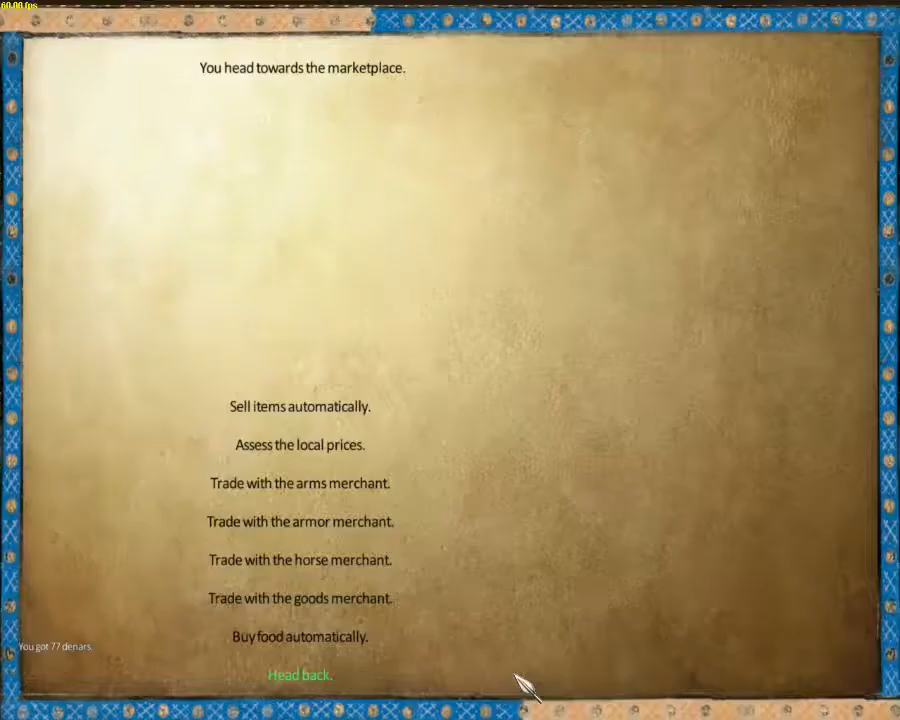 60.00 fps
You head towards the marketplace.
Sell items automatically.
Assess the local prices.
Trade with the arms merchant.
Trade with the armor merchant.
Trade with the horse merchant.
Trade with the goods merchant.
Buy food automatically.
You got 77 denars.
Head back.